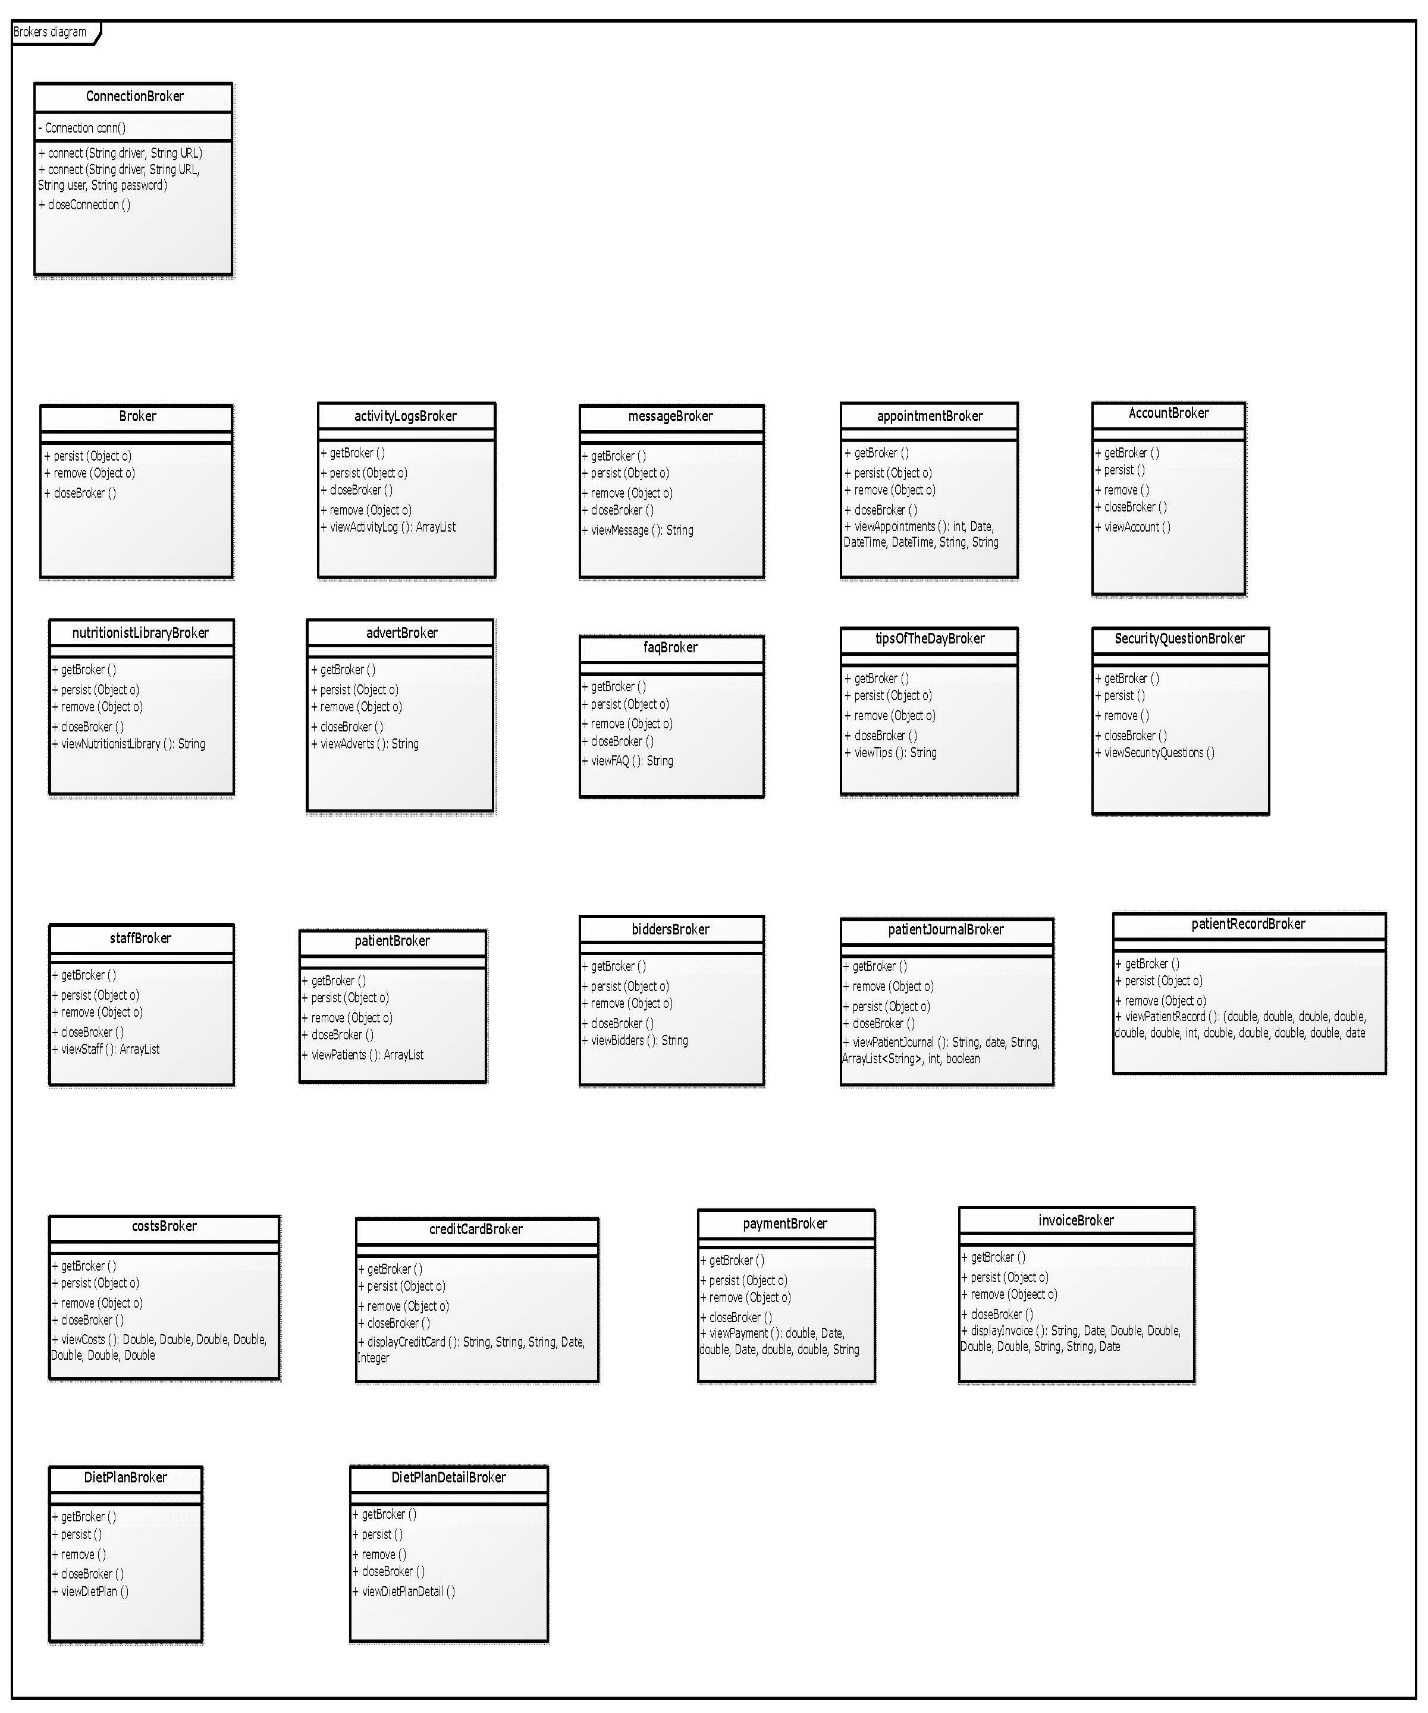 Brokers diagram
ConnectionBroker
- Connection conn()
+ connect (String driver, String URL)
+ connect (String driver, String URL,
String user, String password)
+ closeConnection ()
Broker
+ persist (Object o)
+ remove (Object o)
+ closeBroker ()
activityLogsBroker
+ getBroker ()
+ persist (Object o)
+ closeBroker ()
+ remove (Object o)
+ viewActivityLog (): ArrayList
messageBroker
+ getBroker ()
+ persist (Object o)
+ remove (Object o)
+ closeBroker ()
+ viewMessage (): String
appointmentBroker
+ getBroker ()
+ persist (Object o)
+ remove (Object o)
+ closeBroker ()
+ viewAppointments (): int, Date,
DateTime, DateTime, String, String
AccountBroker
+ getBroker ()
+ persist ()
+ remove ()
+ closeBroker ()
+ viewAccount ()
nutritionistLibraryBroker
+ getBroker ()
+ persist (Object o)
+ remove (Object o)
+ closeBroker ()
+ viewNutritionistLibrary (): String
advertBroker
+ getBroker ()
+ persist (Object o)
+ remove (Object o)
+ closeBroker ()
+ viewAdverts (): String
faqBroker
+ getBroker ()
+ persist (Object o)
+ remove (Object o)
+ closeBroker ()
+ viewFAQ (): String
tipsOfTheDayBroker
+ getBroker ()
+ persist (Object o)
+ remove (Object o)
+ closeBroker ()
+ viewTips (): String
SecurityQuestionBroker
+ getBroker ()
+ persist ()
+ remove ()
+ closeBroker ()
+ viewSecurityQuestions ()
staffBroker
+ getBroker ()
+ persist (Object o)
+ remove (Object o)
+ closeBroker ()
+ viewStaff (): ArrayList
patientBroker
+ getBroker ()
+ persist (Object o)
+ remove (Object o)
+ closeBroker ()
+ viewPatients (): ArrayList
biddersBroker
+ getBroker ()
+ persist (Object o)
+ remove (Object o)
+ closeBroker ()
+ viewBidders (): String
patientJournalBroker
+ getBroker ()
+ remove (Object o)
+ persist (Object o)
+ closeBroker ()
+ viewPatientJournal (): String, date, String,
ArrayList<String>, int, boolean
patientRecordBroker
+ getBroker ()
+ persist (Object o)
+ remove (Object o)
+ viewPatientRecord (): (double, double, double, double,
double, double, int, double, double, double, double, date
costsBroker
+ getBroker ()
+ persist (Object o)
+ remove (Object o)
+ closeBroker ()
+ viewCosts (): Double, Double, Double, Double,
Double, Double, Double
creditCardBroker
+ getBroker ()
+ persist (Object o)
+ remove (Object o)
+ closeBroker ()
+ displayCreditCard (): String, String, String, Date,
Integer
paymentBroker
+ getBroker ()
+ persist (Object o)
+ remove (Object o)
+ closeBroker ()
+ viewPayment (): double, Date,
double, Date, double, double, String
invoiceBroker
+ getBroker ()
+ persist (Object o)
+ remove (Objeect o)
+ closeBroker ()
+ displayInvoice (): String, Date, Double, Double,
Double, Double, String, String, Date
DietPlanBroker
+ getBroker ()
+ persist ()
+ remove ()
+ closeBroker ()
+ viewDietPlan ()
DietPlanDetailBroker
+ getBroker ()
+ persist ()
+ remove ()
+ closeBroker ()
+ viewDietPlanDetail ()